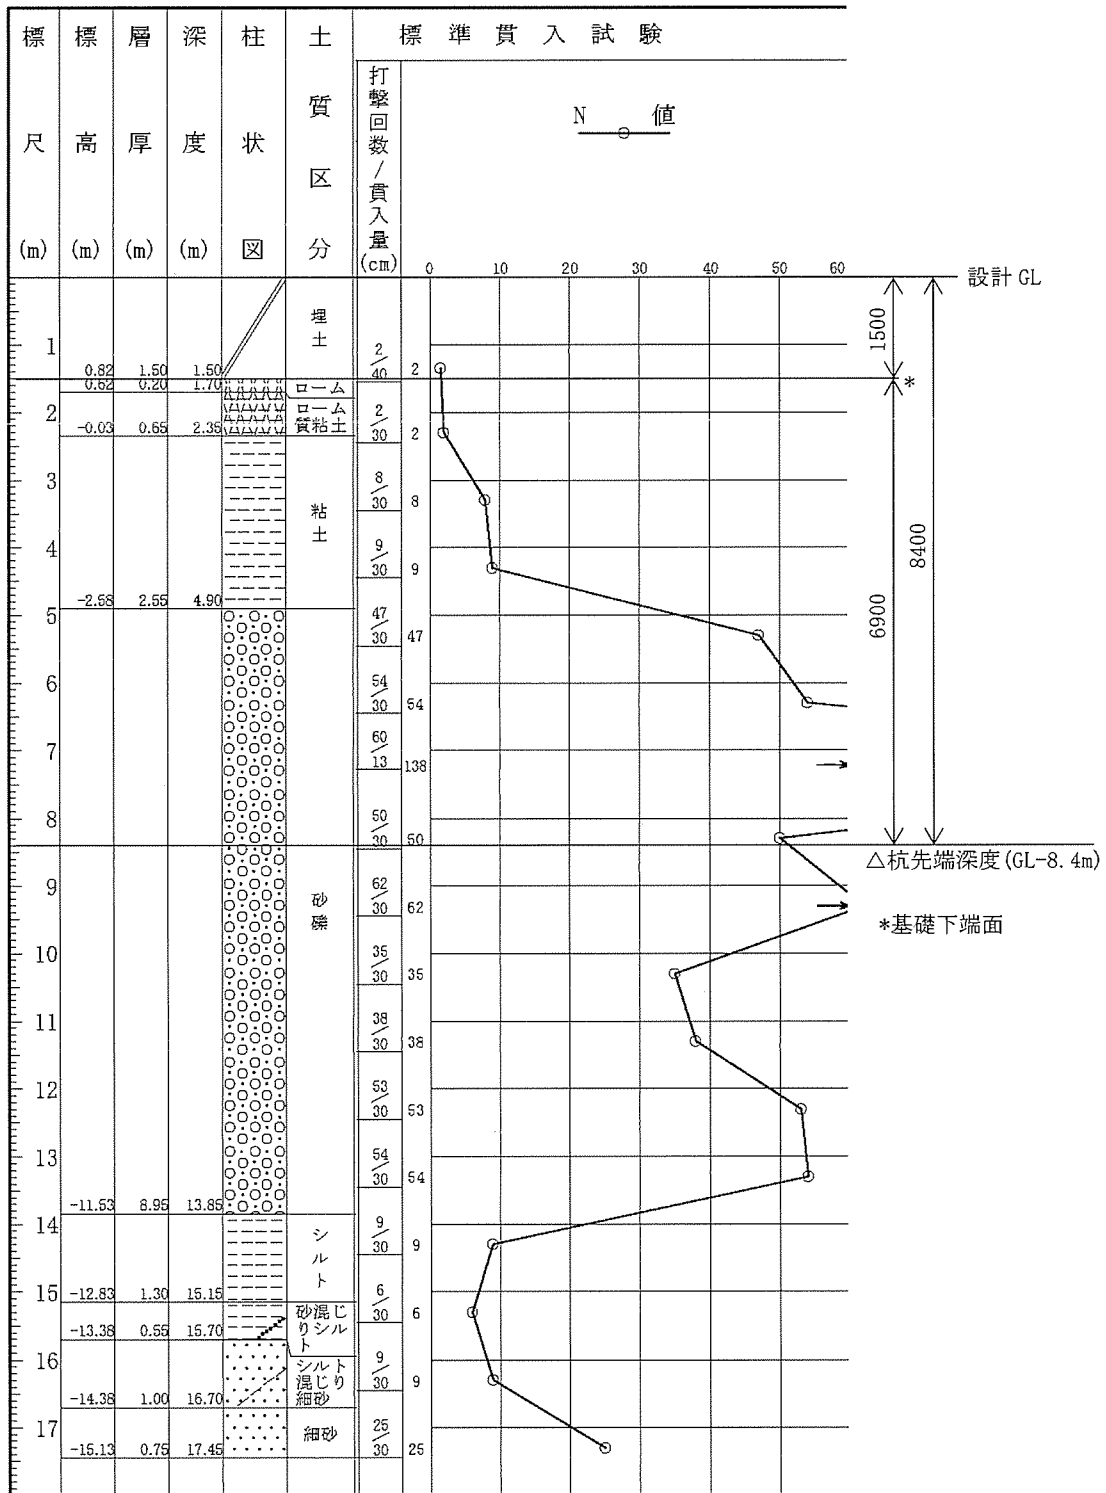 標尺(m) 標高(m) 層厚(m) 深度(m) 柱状図 土質区分 標準貫入試験
打撃回数/貫入量(cm)
N 値
0 10 20 30 40 50 60
設計 GL
1500
6900
8400
*
埋土
1
2/40 2
0.82 1.50 1.50
0.62 0.20 1.70 ローム
2
ローム質粘土
2/30 2
-0.03 0.65 2.35
3
8/30 8
粘土
4
9/30 9
-2.58 2.55 4.90
5
47/30 47
6
54/30 54
7
60/13 138
8
50/30 50
△杭先端深度(GL-8.4m)
9
62/30 62
砂礫
*基礎下端面
10
35/30 35
11
38/30 38
12
53/30 53
13
54/30 54
-11.53 8.95 13.85
14
9/30 9
シルト
15
-12.83 1.30 15.15
6/30 6
砂混じりシルト
-13.38 0.55 15.70
16
9/30 9
シルト混じり細砂
-14.38 1.00 16.70
17
細砂
25/30 25
-15.13 0.75 17.45